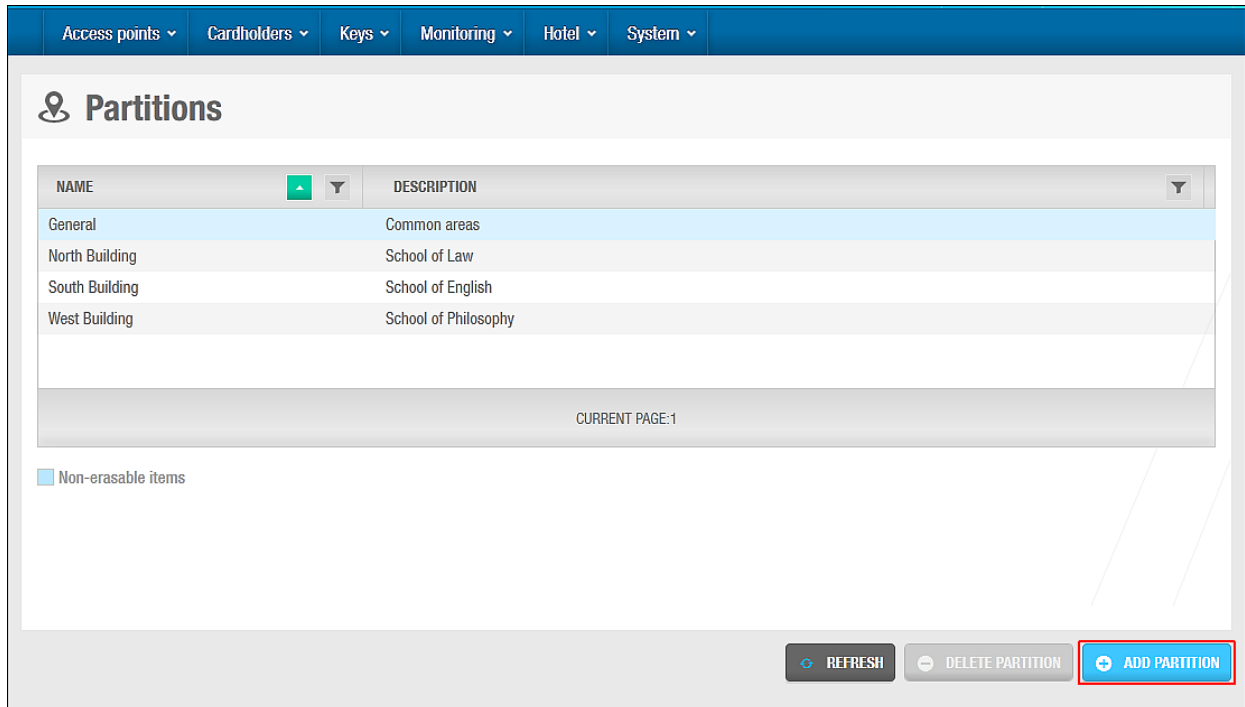 Access points Cardholders Keys Monitoring Hotel System
Partitions
NAME DESCRIPTION
General Common areas
North Building School of Law
South Building School of English
West Building School of Philosophy
CURRENT PAGE:1
Non-erasable items
REFRESH DELETE PARTITION ADD PARTITION